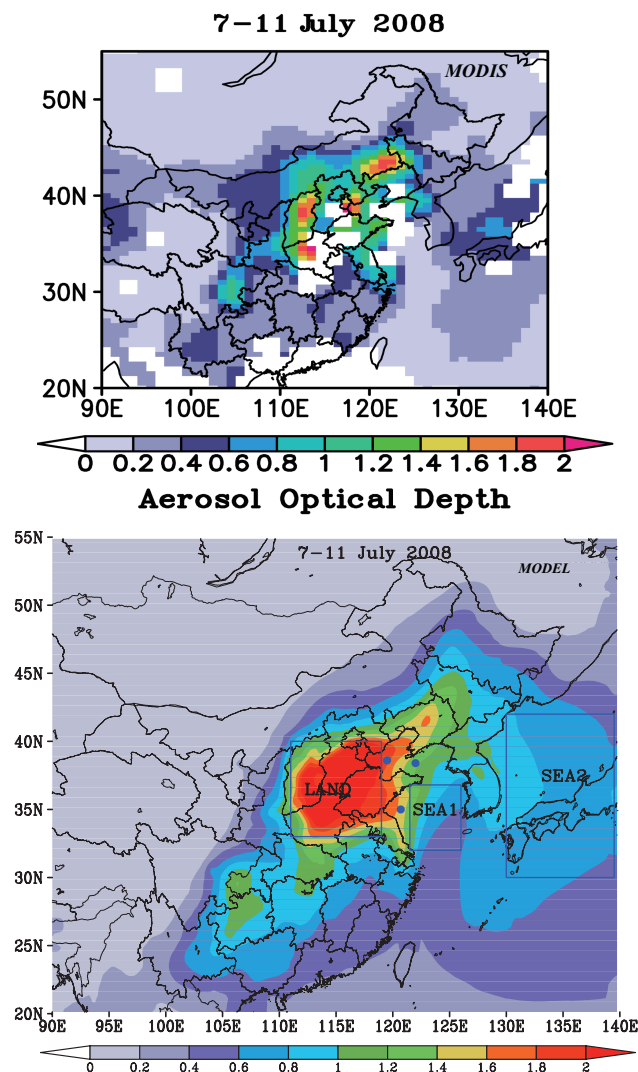 7-11 July 2008
MODIS
50N
40N
30N
20N
90E 100E 110E 120E 130E 140E
0 0.2 0.4 0.6 0.8 1 1.2 1.4 1.6 1.8 2
Aerosol Optical Depth
55N
7-11 July 2008
MODEL
50N
45N
40N
SEA2
LAND
SEA1
35N
30N
25N
20N
90E 100E 105E 110E 115E 120E 125E 130E 135E 140E
0 0.2 0.4 0.6 0.8 1 1.2 1.4 1.6 1.8 2